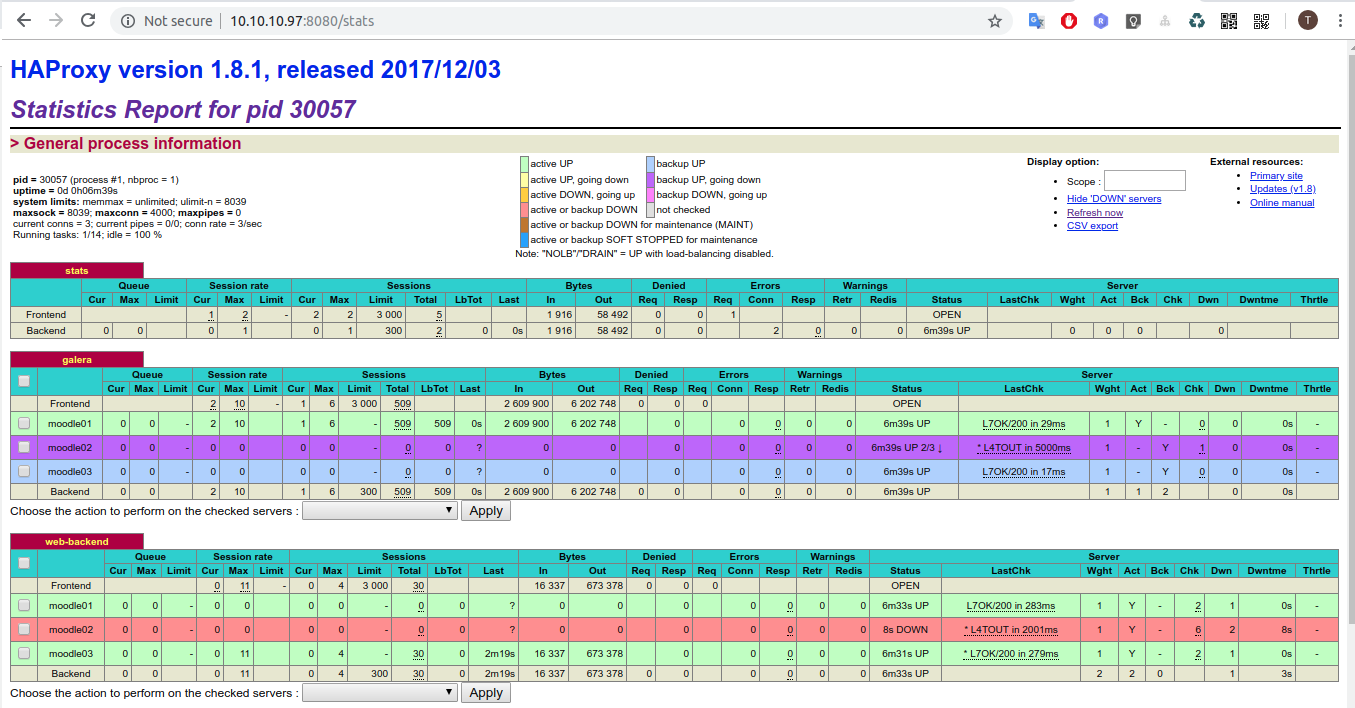 Not secure | 10.10.10.97:8080/stats
T
HAProxy version 1.8.1, released 2017/12/03
Statistics Report for pid 30057
> General process information
pid = 30057 (process #1, nbproc = 1)
uptime = 0d 0h06m39s
system limits: memmax = unlimited; ulimit-n = 8039
maxsock = 8039; maxconn = 4000; maxpipes = 0
current conns = 3; current pipes = 0/0; conn rate = 3/sec
Running tasks: 1/14; idle = 100 %
active UP backup UP
active UP, going down backup UP, going down
active DOWN, going up backup DOWN, going up
active or backup DOWN not checked
active or backup DOWN for maintenance (MAINT)
active or backup SOFT STOPPED for maintenance
Note: "NOLB"/"DRAIN" = UP with load-balancing disabled.
Display option:
• Scope :
• Hide 'DOWN' servers
• Refresh now
• CSV export
External resources:
• Primary site
• Updates (v1.8)
• Online manual
stats
Queue Session rate Sessions Bytes Denied Errors Warnings Server
Cur Max Limit Cur Max Limit Cur Max Limit Total LbTot Last In Out Req Resp Req Conn Resp Retr Redis Status LastChk Wght Act Bck Chk Dwn Dwntme Thrtle
Frontend 1 2 - 2 2 3 000 5 1 916 58 492 0 0 1 OPEN
Backend 0 0 0 1 0 1 300 2 0 0s 1 916 58 492 0 0 2 0 0 0 6m39s UP 0 0 0 0
galera
Queue Session rate Sessions Bytes Denied Errors Warnings Server
Cur Max Limit Cur Max Limit Cur Max Limit Total LbTot Last In Out Req Resp Req Conn Resp Retr Redis Status LastChk Wght Act Bck Chk Dwn Dwntme Thrtle
Frontend 2 10 - 1 6 3 000 509 2 609 900 6 202 748 0 0 0 OPEN
moodle01 0 0 - 2 10 1 6 - 509 509 0s 2 609 900 6 202 748 0 0 0 0 0 6m39s UP L7OK/200 in 29ms 1 Y - 0 0 0s -
moodle02 0 0 - 0 0 0 0 - 0 0 ? 0 0 0 0 0 0 0 6m39s UP 2/3 ↓ * L4TOUT in 5000ms 1 - Y 1 0 0s -
moodle03 0 0 - 0 0 0 0 - 0 0 ? 0 0 0 0 0 0 0 6m39s UP L7OK/200 in 17ms 1 - Y 0 0 0s -
Backend 0 0 2 10 1 6 300 509 509 0s 2 609 900 6 202 748 0 0 0 0 0 0 6m39s UP 1 1 2 0 0s
Choose the action to perform on the checked servers : Apply
web-backend
Queue Session rate Sessions Bytes Denied Errors Warnings Server
Cur Max Limit Cur Max Limit Cur Max Limit Total LbTot Last In Out Req Resp Req Conn Resp Retr Redis Status LastChk Wght Act Bck Chk Dwn Dwntme Thrtle
Frontend 0 11 - 0 4 3 000 30 16 337 673 378 0 0 0 OPEN
moodle01 0 0 - 0 0 0 0 - 0 0 ? 0 0 0 0 0 0 0 6m33s UP L7OK/200 in 283ms 1 Y - 2 1 0s -
moodle02 0 0 - 0 0 0 0 - 0 0 ? 0 0 0 0 0 0 0 8s DOWN * L4TOUT in 2001ms 1 Y - 6 2 8s -
moodle03 0 0 - 0 11 0 4 - 30 0 2m19s 16 337 673 378 0 0 0 0 0 6m31s UP * L7OK/200 in 279ms 1 Y - 2 1 0s -
Backend 0 0 0 11 0 4 300 30 0 2m19s 16 337 673 378 0 0 0 0 0 0 6m33s UP 2 2 0 1 3s
Choose the action to perform on the checked servers : Apply